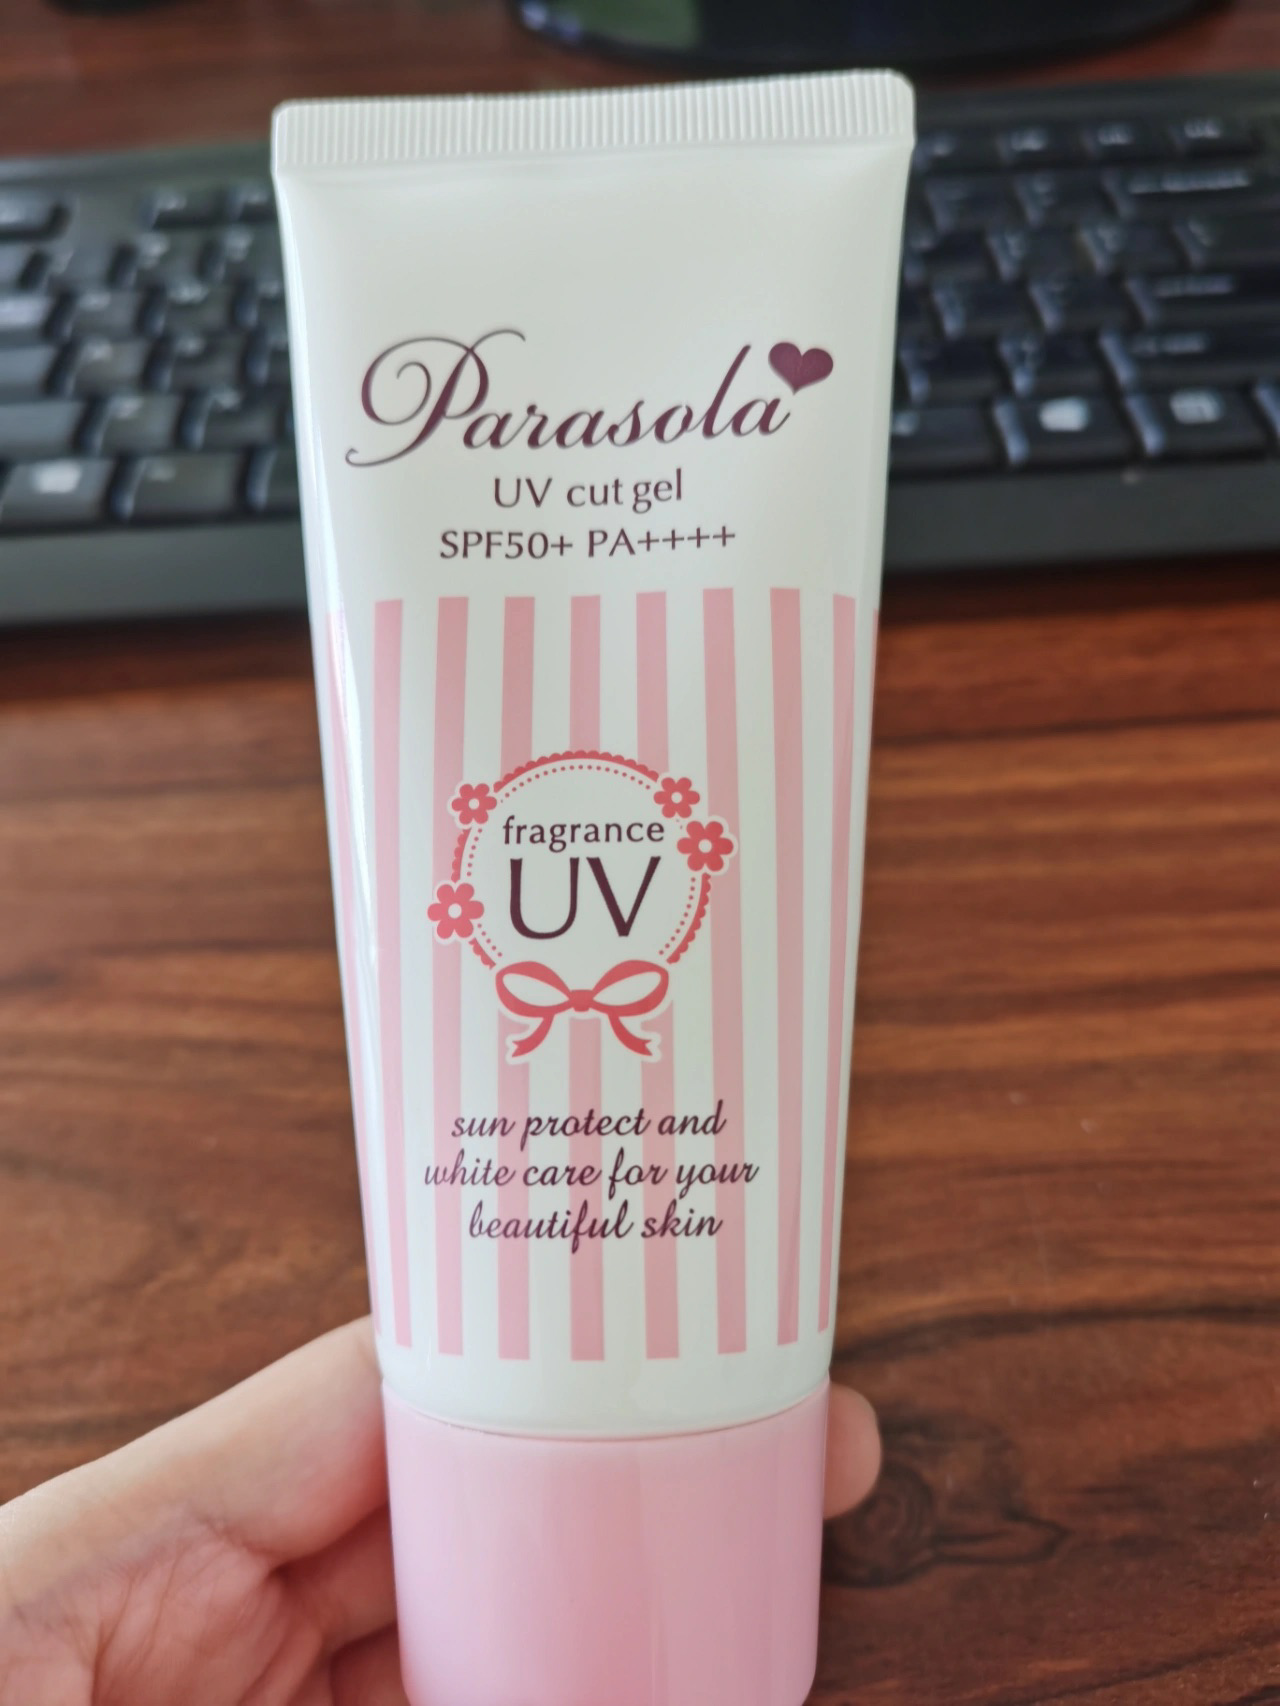 Parasola
UV cut gel
SPF50+ PA++++
fragrance
UV
sun protect and
white care for your
beautiful skin